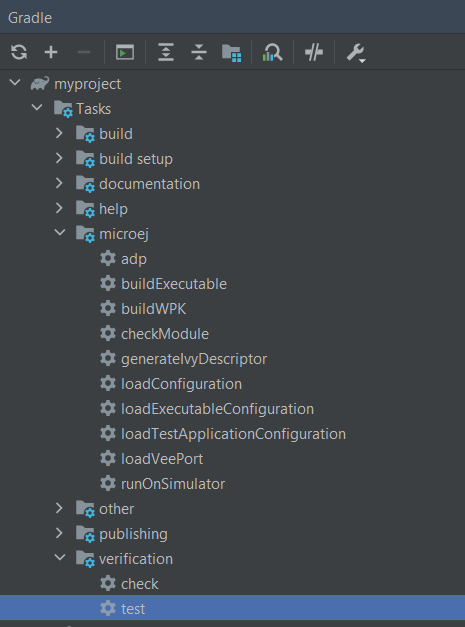 Gradle
myproject
Tasks
build
build setup
documentation
help
microej
adp
buildExecutable
buildWPK
checkModule
generateIvyDescriptor
loadConfiguration
loadExecutableConfiguration
loadTestApplicationConfiguration
loadVeePort
runOnSimulator
other
publishing
verification
check
test